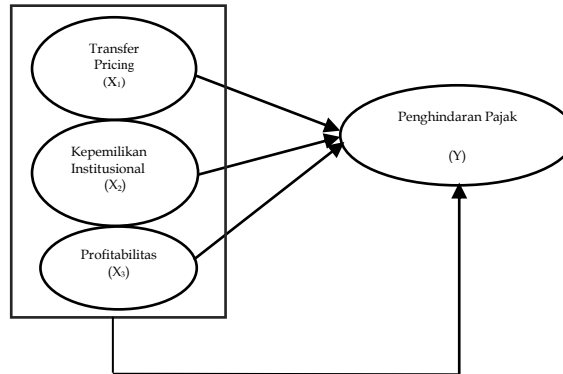 Transfer
Pricing
(X₁)
Kepemilikan
Institusional
(X₂)
Profitabilitas
(X₃)
Penghindaran Pajak
(Y)